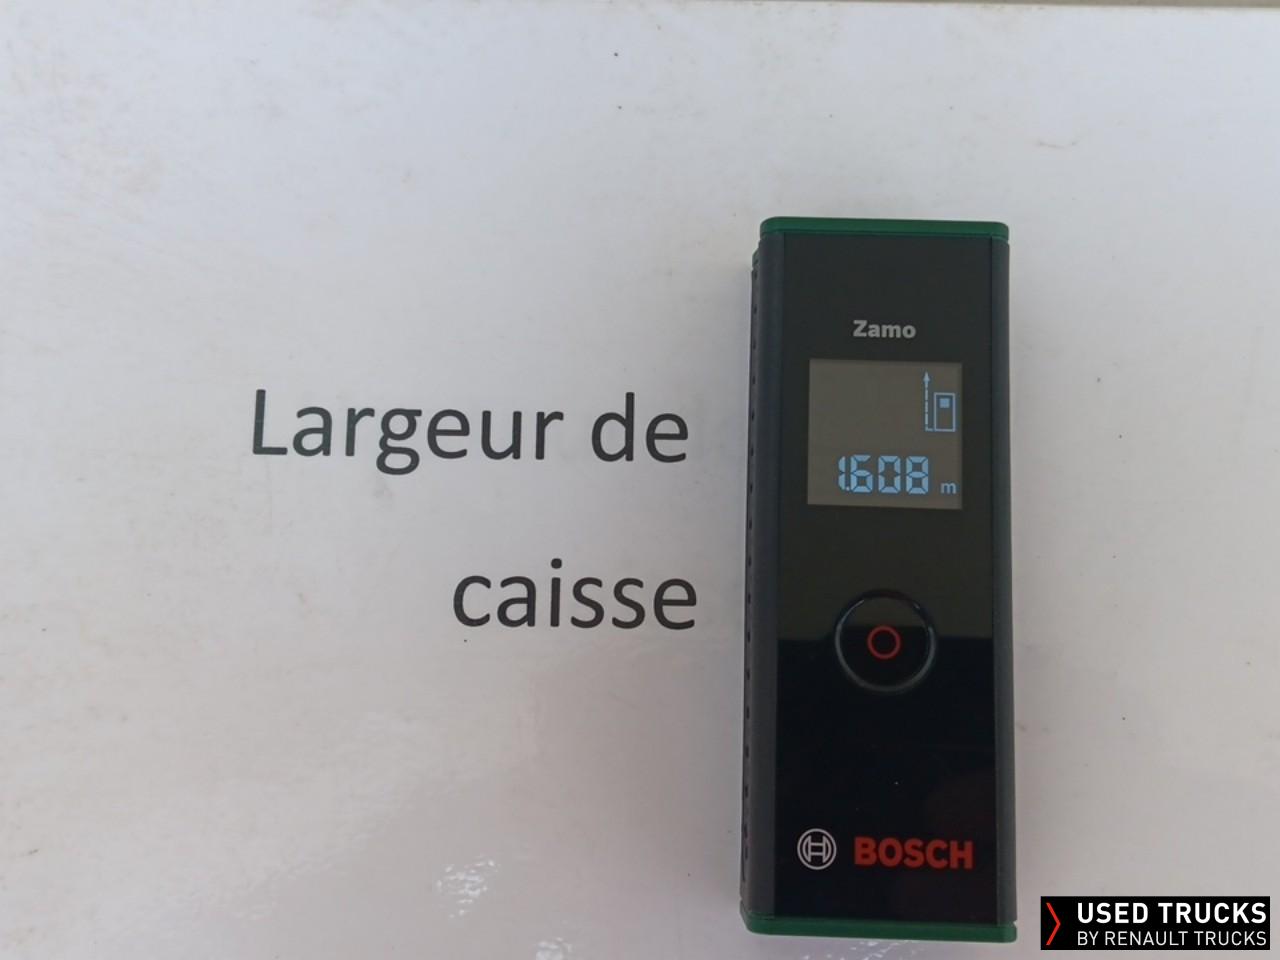 Zamo
Largeur de
1.608 m
caisse
BOSCH
USED TRUCKS
BY RENAULT TRUCKS